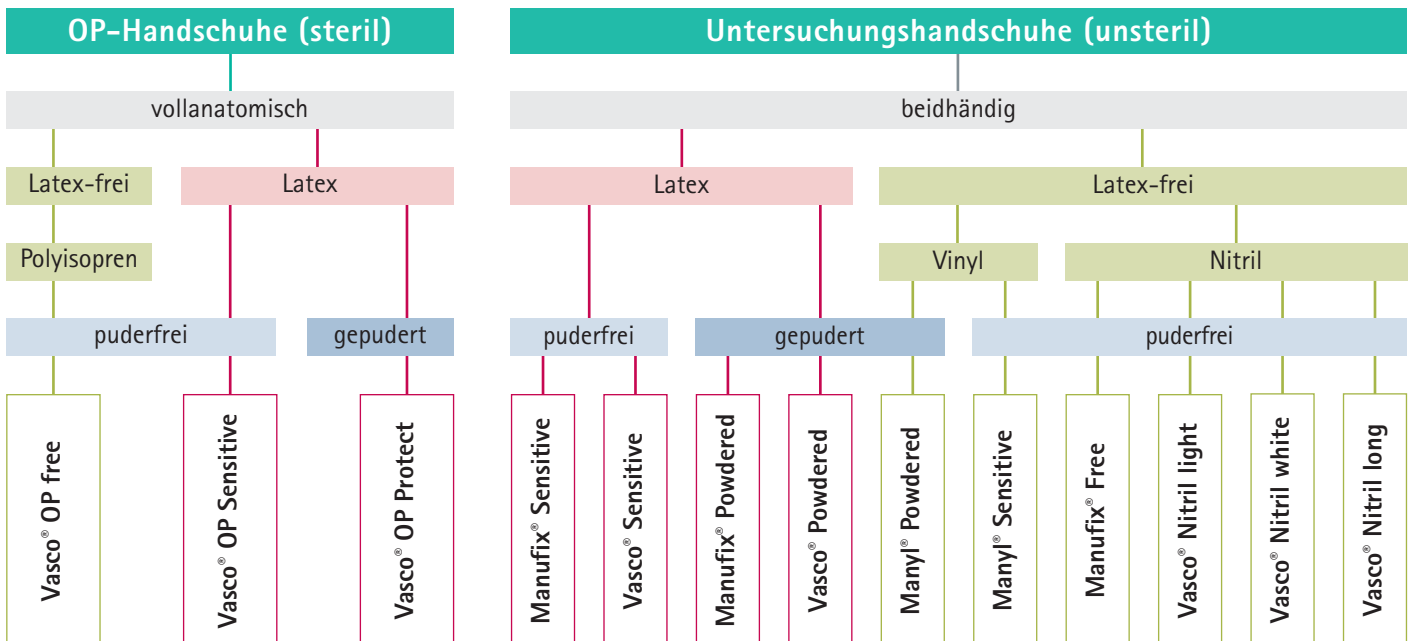 OP-Handschuhe (steril)
Untersuchungshandschuhe (unsteril)
vollanatomisch
beidhändig
Latex-frei
Latex
Latex
Latex-frei
Polyisopren
Vinyl
Nitril
puderfrei
gepudert
puderfrei
gepudert
puderfrei
Vasco® OP free
Vasco® OP Sensitive
Vasco® OP Protect
Manufix® Sensitive
Vasco® Sensitive
Manufix® Powdered
Vasco® Powdered
Manyl® Powdered
Manyl® Sensitive
Manufix® Free
Vasco® Nitril light
Vasco® Nitril white
Vasco® Nitril long